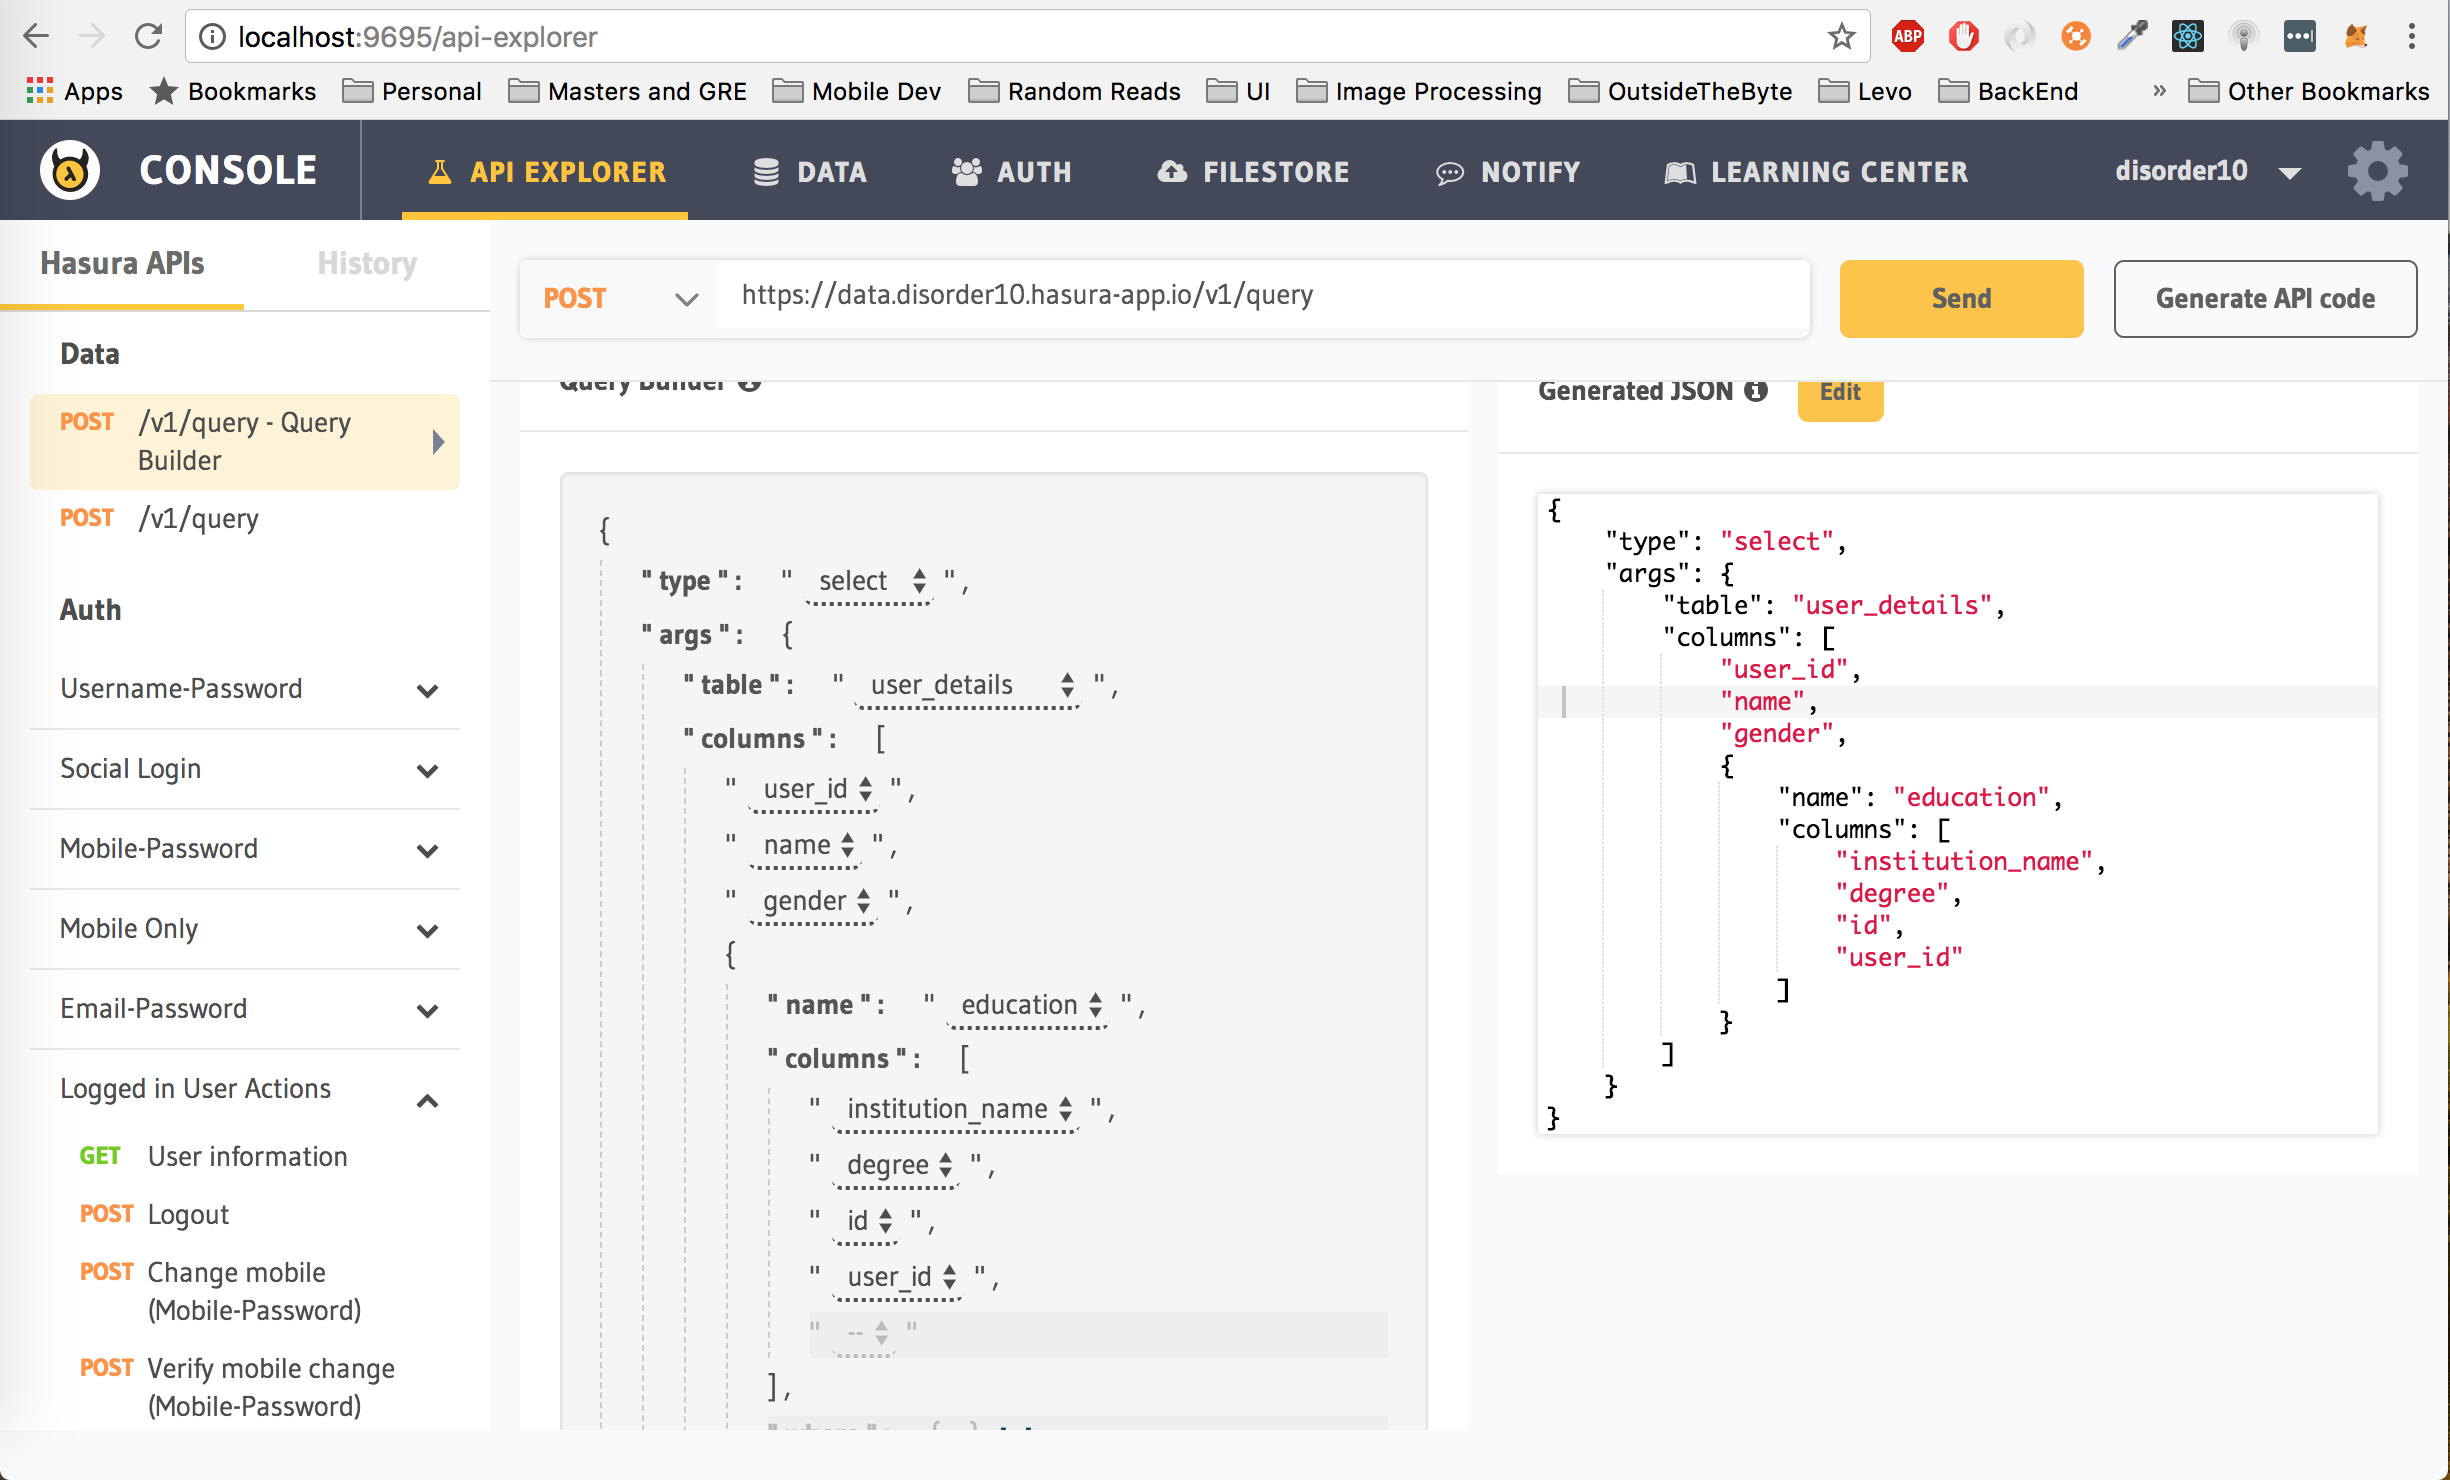 localhost:9695/api-explorer
ABP
Apps Bookmarks Personal Masters and GRE Mobile Dev Random Reads UI Image Processing OutsideTheByte Levo BackEnd » Other Bookmarks
CONSOLE API EXPLORER DATA AUTH FILESTORE NOTIFY LEARNING CENTER disorder10
Hasura APIs History
POST https://data.disorder10.hasura-app.io/v1/query Send Generate API code
Data
POST /v1/query - Query
Builder
POST /v1/query
Auth
Username-Password
Social Login
Mobile-Password
Mobile Only
Email-Password
Logged in User Actions
GET User information
POST Logout
POST Change mobile
(Mobile-Password)
POST Verify mobile change
(Mobile-Password)
Query Builder
{
" type " : " select ",
" args " : {
" table " : " user_details ",
" columns " : [
" user_id ",
" name ",
" gender ",
{
" name " : " education ",
" columns " : [
" institution_name ",
" degree ",
" id ",
" user_id ",
" -- "
],
Generated JSON Edit
{
"type": "select",
"args": {
"table": "user_details",
"columns": [
"user_id",
"name",
"gender",
{
"name": "education",
"columns": [
"institution_name",
"degree",
"id",
"user_id"
]
}
]
}
}